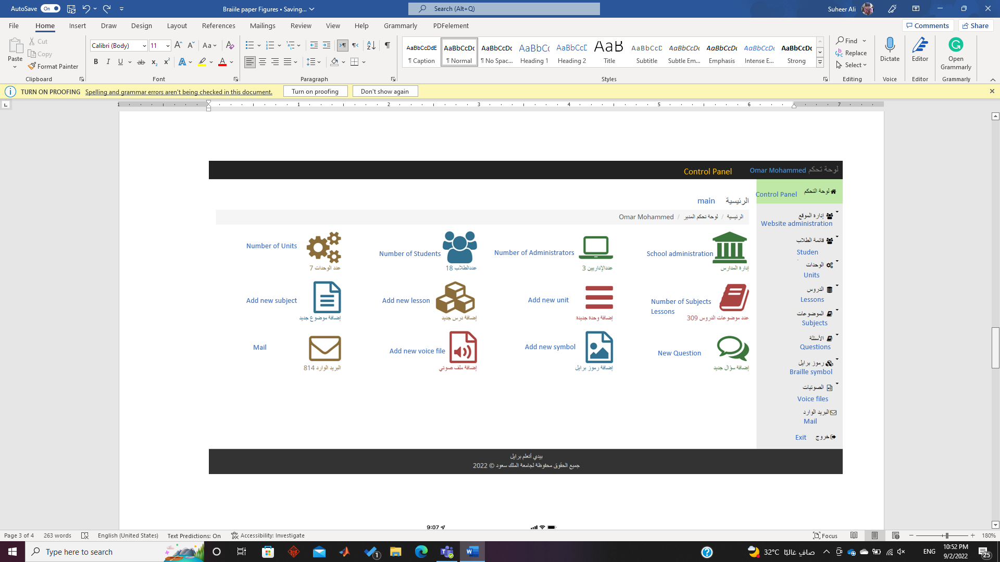 AutoSave On
Braiile paper Figures • Saving...
Search (Alt+Q)
Suheer Ali
File Home Insert Draw Design Layout References Mailings Review View Help Grammarly PDFelement
Comments Share
Paste
Cut
Copy
Format Painter
Clipboard
Calibri (Body) 11
Font
Paragraph
AaBbCcDdE AaBbCcDc AaBbCcDc AaBbCc AaBbCcD AaB AaBbCcD AaBbCcDc AaBbCcDc AaBbCcDc AaBbCcDc
¶ Caption ¶ Normal ¶ No Spac... Heading 1 Heading 2 Title Subtitle Subtle Em... Emphasis Intense E... Strong
Styles
Find
Replace
Select
Editing
Dictate
Voice
Editor
Editor
Open Grammarly
Grammarly
TURN ON PROOFING Spelling and grammar errors aren't being checked in this document. Turn on proofing Don't show again
1 1 2 3 4 5 6 7
Control Panel Omar Mohammed لوحة تحكم
لوحة التحكم
Control Panel
الرئيسية main
الرئيسية / لوحة تحكم المدير / Omar Mohammed
إدارة الموقع
Website administration
قائمة الطلاب
Studen
الوحدات
Units
الدروس
Lessons
الموضوعات
Subjects
الأسئلة
Questions
رموز برايل
Braille symbol
الصوتيات
Voice files
البريد الوارد
Mail
خروج Exit
School administration
إدارة المدارس
Number of Administrators
عددالإداريين 3
Number of Students
عددالطلاب 18
Number of Units
عدد الوحدات 7
Number of Subjects
Lessons
عدد موضوعات الدروس 309
Add new unit
إضافة وحدة جديدة
Add new lesson
إضافة درس جديد
Add new subject
إضافة موضوع جديد
New Question
إضافة سؤال جديد
Add new symbol
إضافة رموز برايل
Add new voice file
إضافة ملف صوتي
Mail
البريد الوارد 814
بيدي أتعلم برايل
جميع الحقوق محفوظة لجامعة الملك سعود © 2022
9:07
Page 3 of 4 263 words English (United States) Text Predictions: On Accessibility: Investigate Focus 180%
Type here to search
1
32°C صافٍ غالبًا
ENG
10:52 PM
9/2/2022
25